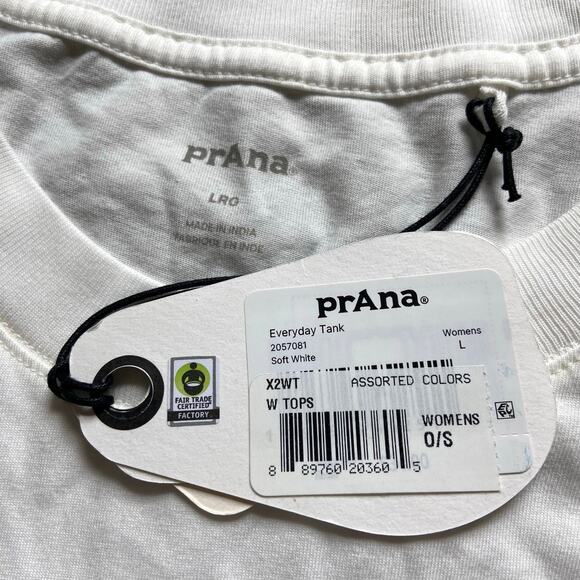 prAna®
LRG
MADE IN INDIA
FABRIQUÉ EN INDE
prAna®
Everyday Tank
Womens
2057081
L
Soft White
FAIR TRADE
CERTIFIED™
FACTORY
X2WT
ASSORTED COLORS
W TOPS
WOMENS
O/S
8 89760 20360 5